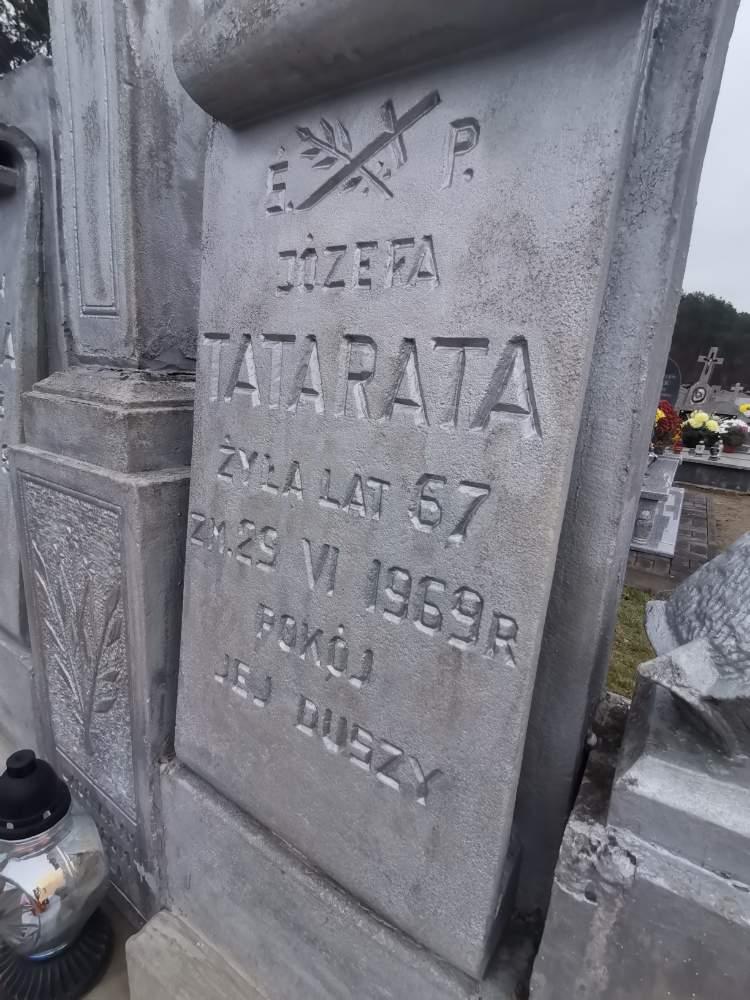 Ś. P.
JÓZEFA
TATARATA
ŻYŁA LAT 67
ZM. 29 VI 1969R
POKÓJ
JEJ DUSZY